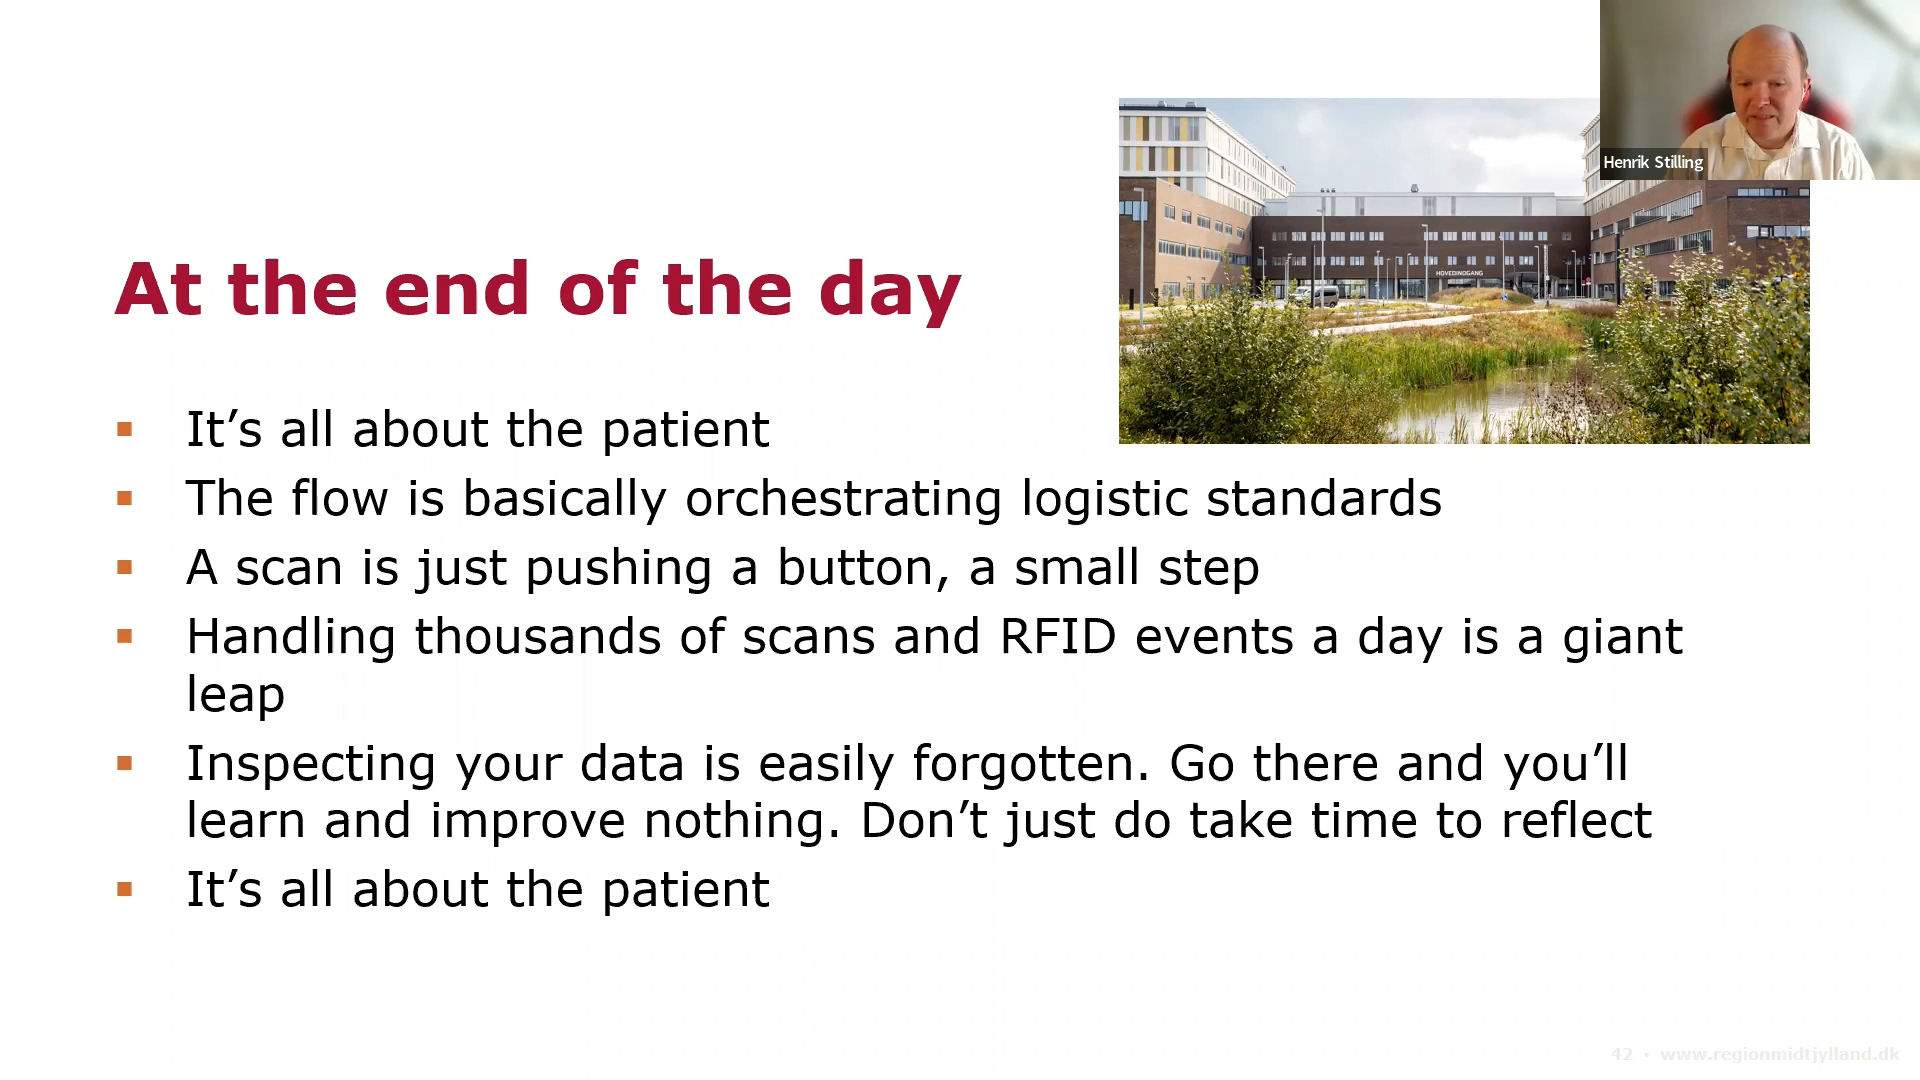 Henrik Stilling
HOVEDINDGANG
At the end of the day
▪ It’s all about the patient
▪ The flow is basically orchestrating logistic standards
▪ A scan is just pushing a button, a small step
▪ Handling thousands of scans and RFID events a day is a giant
leap
▪ Inspecting your data is easily forgotten. Go there and you’ll
learn and improve nothing. Don’t just do take time to reflect
▪ It’s all about the patient
42 • www.regionmidtjylland.dk